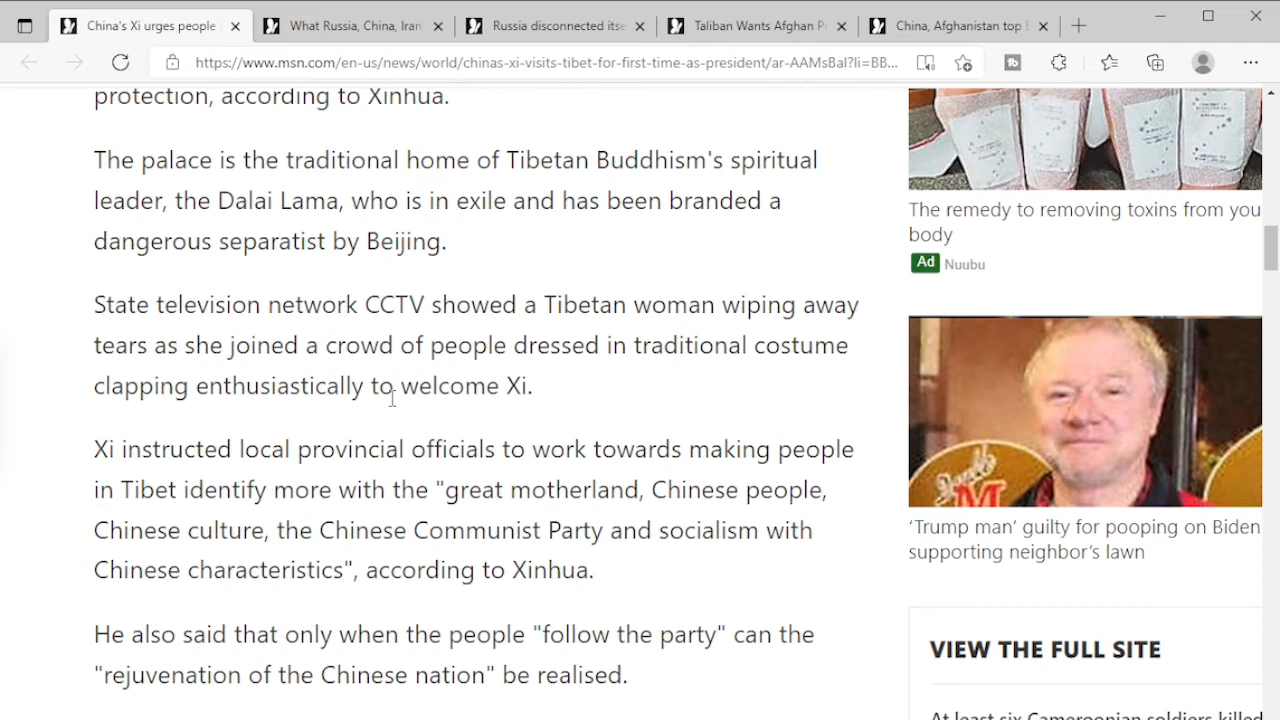 China's Xi urges people
What Russia, China, Iran
Russia disconnected itse
Taliban Wants Afghan P
China, Afghanistan top
https://www.msn.com/en-us/news/world/chinas-xi-visits-tibet-for-first-time-as-president/ar-AAMsBal?li=BB...
protection, according to Xinhua.
The palace is the traditional home of Tibetan Buddhism's spiritual
leader, the Dalai Lama, who is in exile and has been branded a
dangerous separatist by Beijing.
State television network CCTV showed a Tibetan woman wiping away
tears as she joined a crowd of people dressed in traditional costume
clapping enthusiastically to welcome Xi.
Xi instructed local provincial officials to work towards making people
in Tibet identify more with the "great motherland, Chinese people,
Chinese culture, the Chinese Communist Party and socialism with
Chinese characteristics", according to Xinhua.
He also said that only when the people "follow the party" can the
"rejuvenation of the Chinese nation" be realised.
The remedy to removing toxins from you
body
Ad Nuubu
‘Trump man’ guilty for pooping on Biden
supporting neighbor’s lawn
VIEW THE FULL SITE
At least six Cameroonian soldiers killed